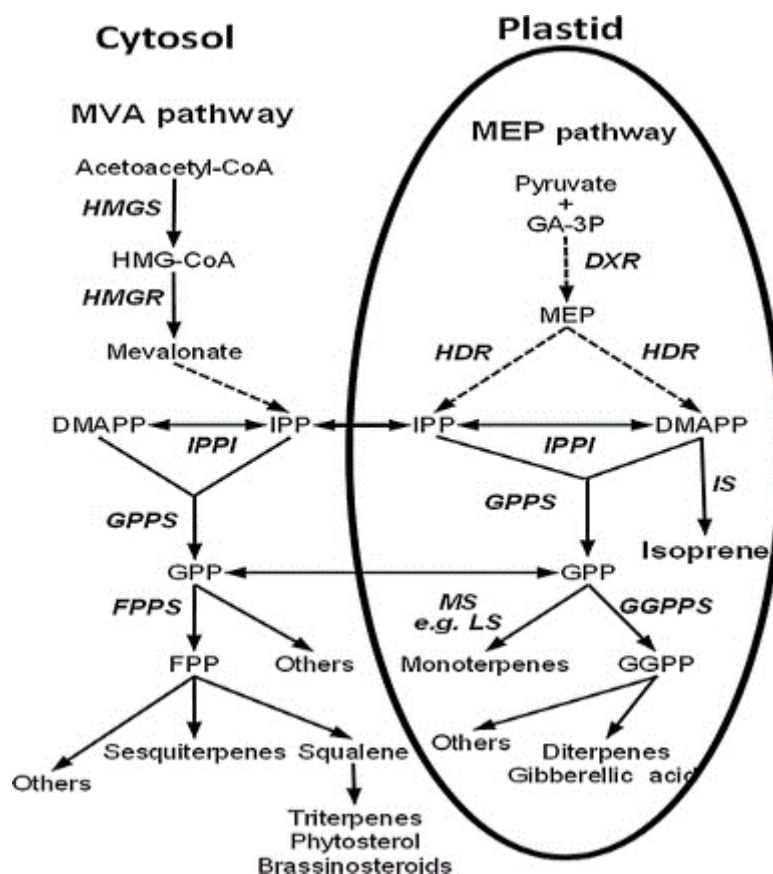 Cytosol
Plastid
MVA pathway
MEP pathway
Acetoacetyl-CoA
HMGS
HMG-CoA
HMGR
Mevalonate
Pyruvate
+
GA-3P
DXR
MEP
HDR
HDR
DMAPP
IPP
IPP
DMAPP
IPPI
IPPI
GPPS
GPPS
IS
Isoprene
GPP
GPP
FPPS
MS
e.g. LS
GGPPS
FPP
Others
Monoterpenes
GGPP
Others
Sesquiterpenes
Squalene
Others
Diterpenes
Gibberellic acid
Triterpenes
Phytosterol
Brassinosteroids